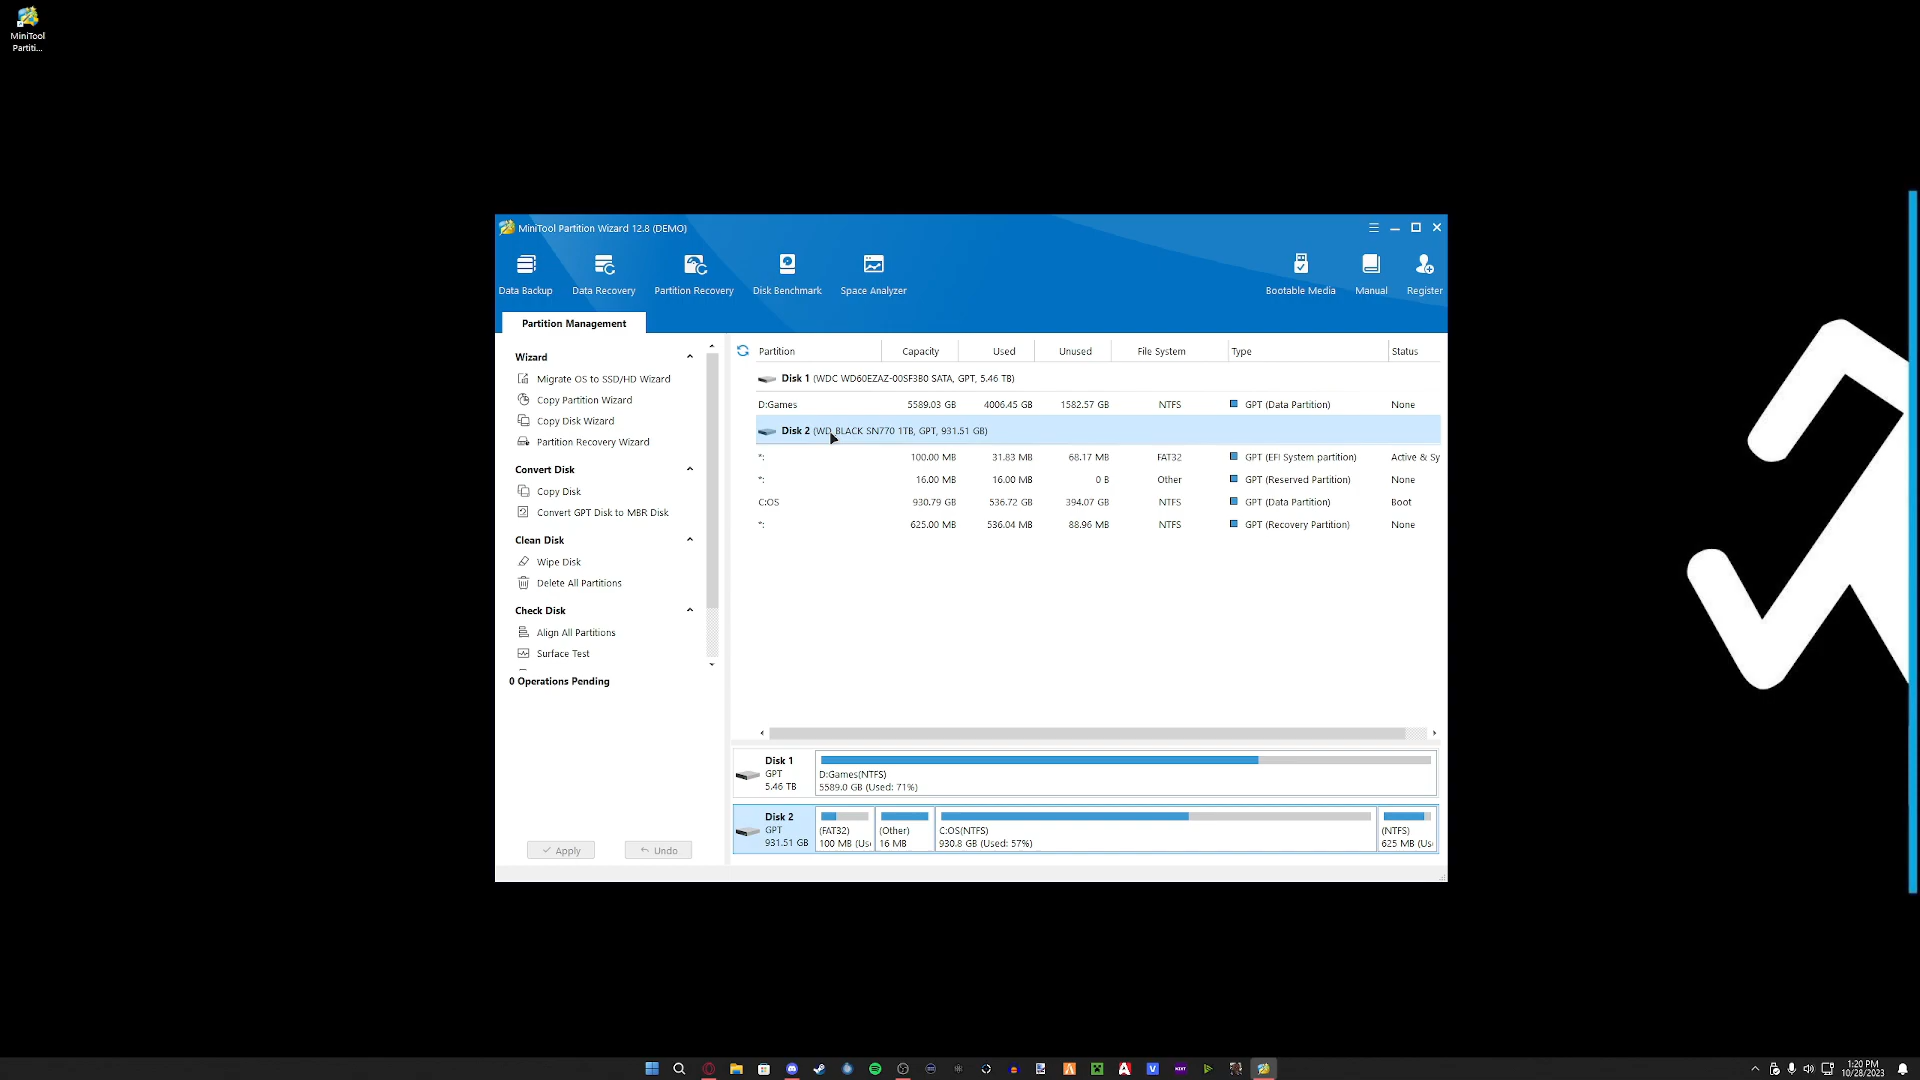 MiniTool
Partiti...
MiniTool Partition Wizard 12.8 (DEMO)
Data Backup
Data Recovery
Partition Recovery
Disk Benchmark
Space Analyzer
Bootable Media
Manual
Register
Partition Management
Wizard
Migrate OS to SSD/HD Wizard
Copy Partition Wizard
Copy Disk Wizard
Partition Recovery Wizard
Convert Disk
Copy Disk
Convert GPT Disk to MBR Disk
Clean Disk
Wipe Disk
Delete All Partitions
Check Disk
Align All Partitions
Surface Test
0 Operations Pending
Apply Undo
Partition Capacity Used Unused File System Type Status
Disk 1 (WDC WD60EZAZ-00SF3B0 SATA, GPT, 5.46 TB)
D:Games 5589.03 GB 4006.45 GB 1582.57 GB NTFS GPT (Data Partition) None
Disk 2 (WD_BLACK SN770 1TB, GPT, 931.51 GB)
*: 100.00 MB 31.83 MB 68.17 MB FAT32 GPT (EFI System partition) Active & Sy
*: 16.00 MB 16.00 MB 0 B Other GPT (Reserved Partition) None
C:OS 930.79 GB 536.72 GB 394.07 GB NTFS GPT (Data Partition) Boot
*: 625.00 MB 536.04 MB 88.96 MB NTFS GPT (Recovery Partition) None
Disk 1
GPT
5.46 TB
D:Games(NTFS)
5589.0 GB (Used: 71%)
Disk 2
GPT
931.51 GB
(FAT32)
100 MB (Us
(Other)
16 MB
C:OS(NTFS)
930.8 GB (Used: 57%)
(NTFS)
625 MB (Us
1:20 PM
10/28/2023